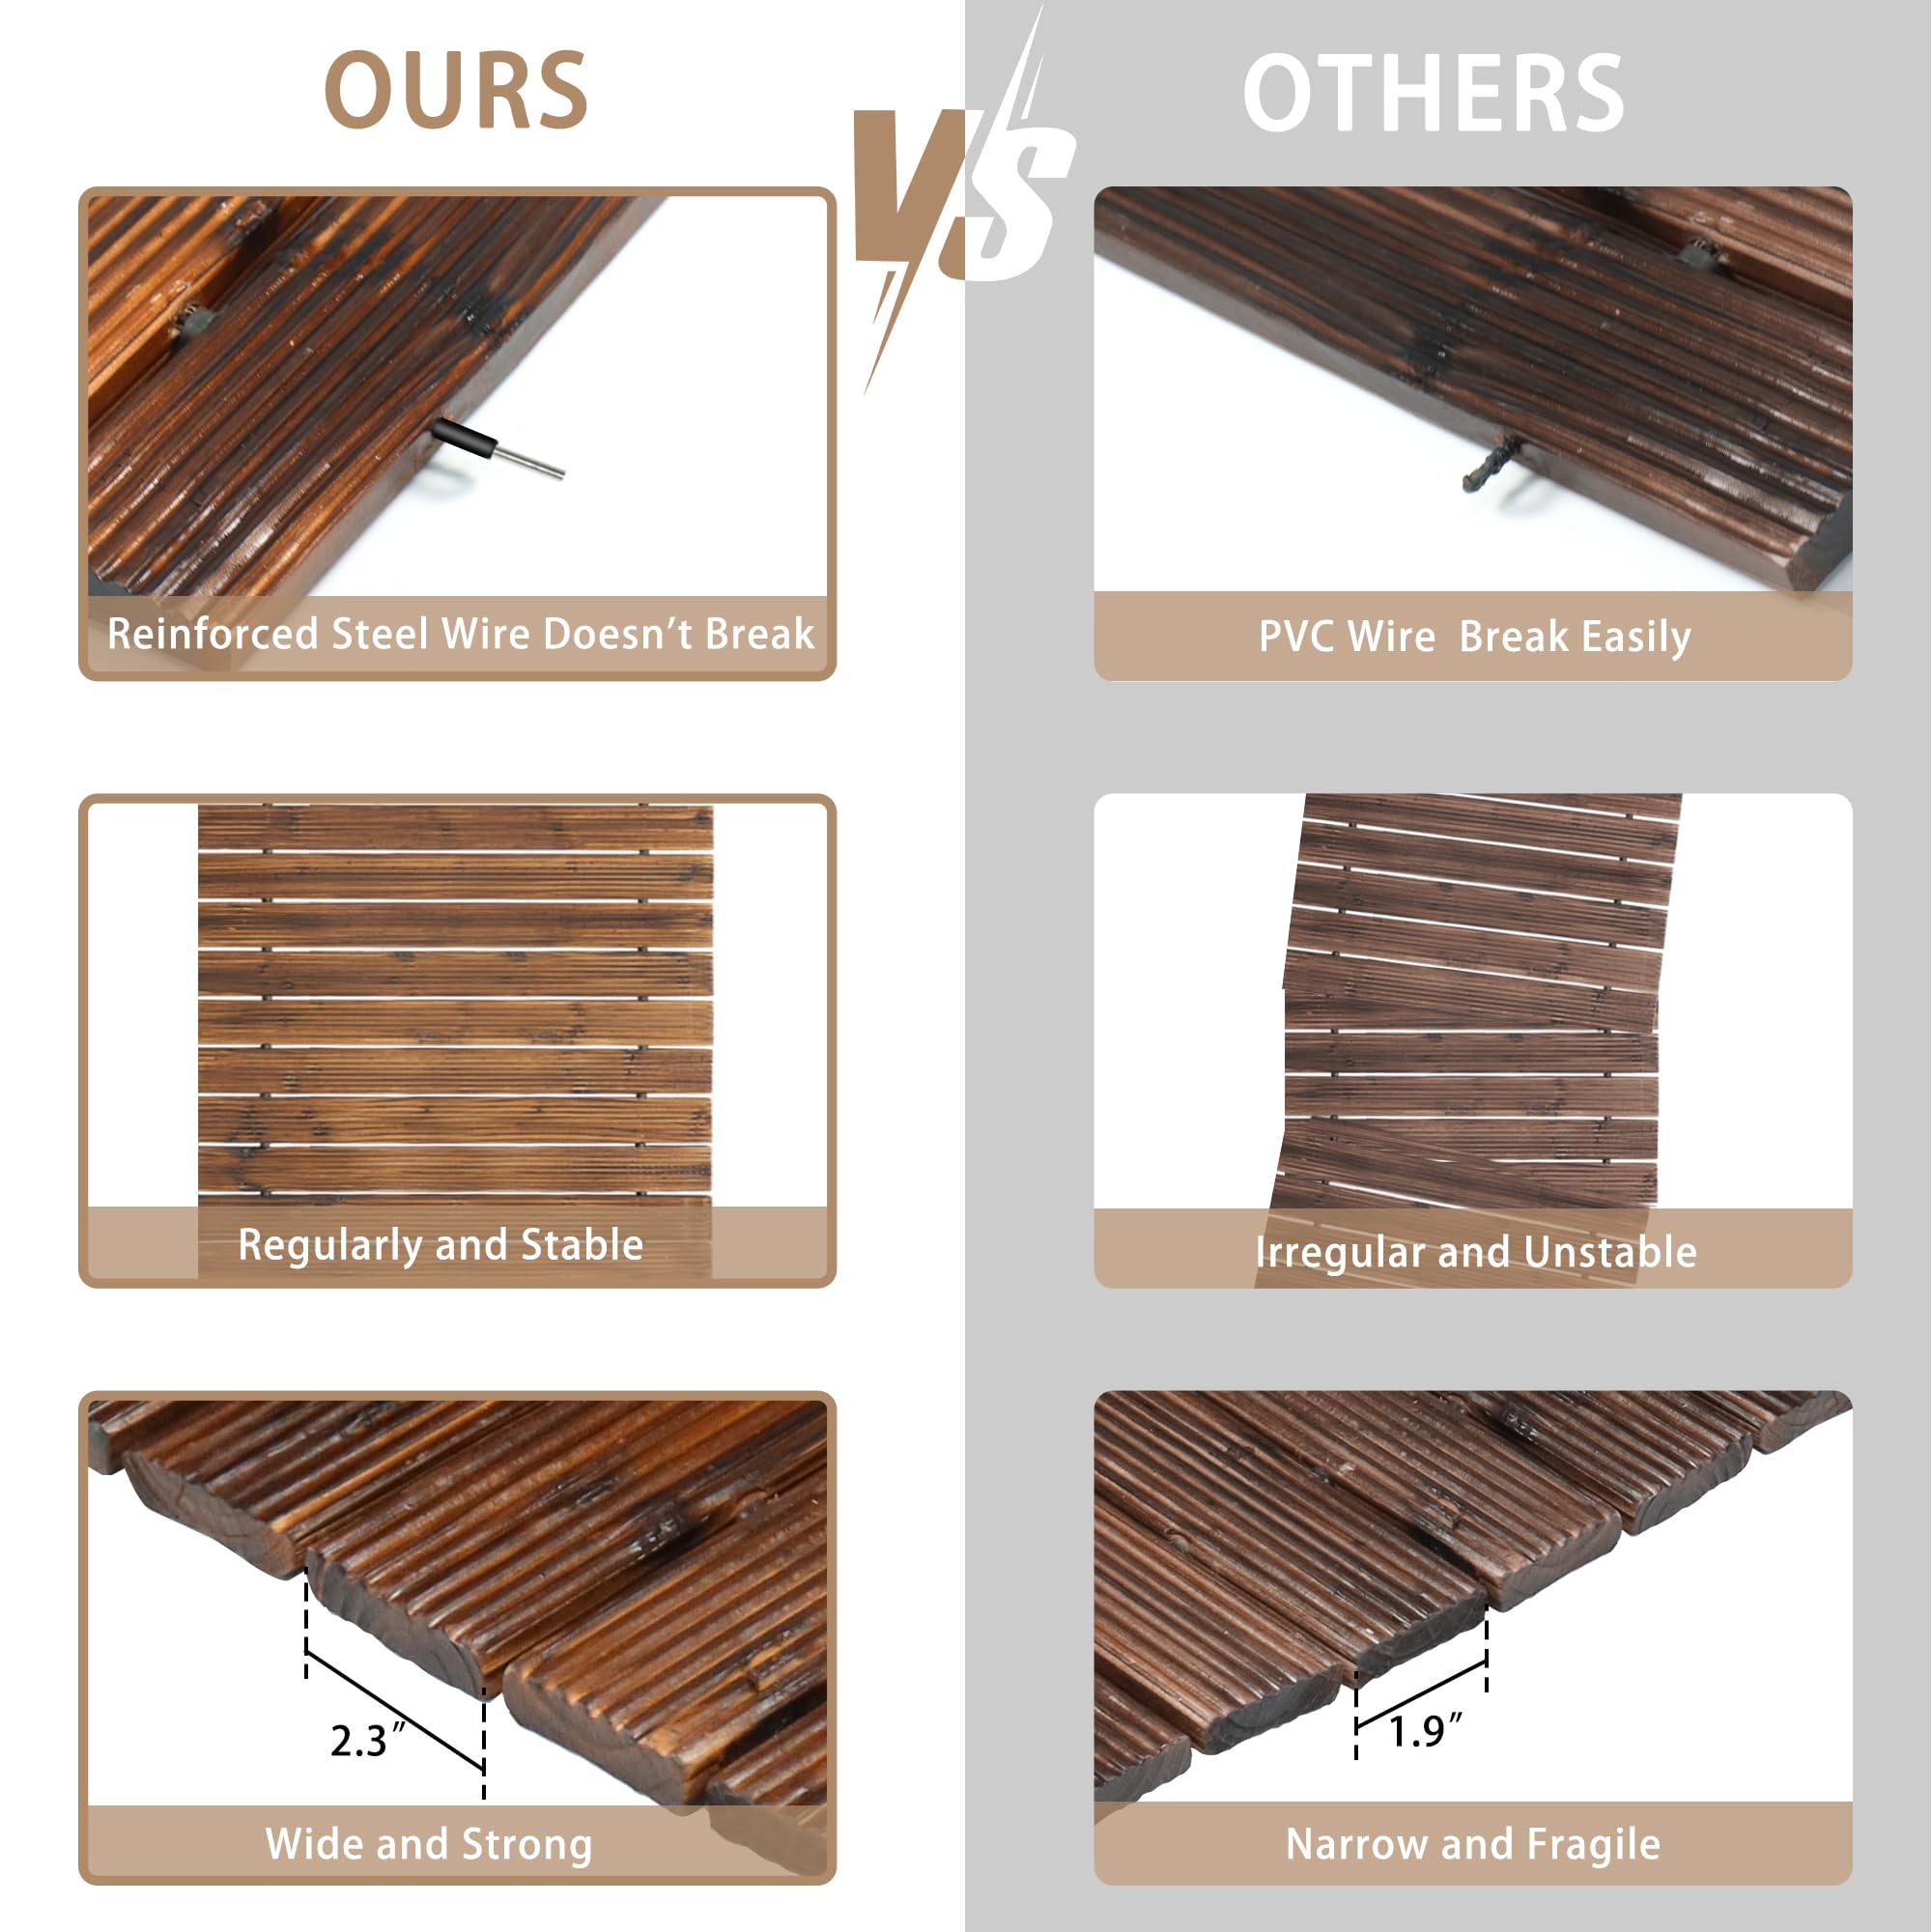 OURS
VS
OTHERS
Reinforced Steel Wire Doesn’t Break
PVC Wire  Break Easily
Regularly and Stable
Irregular and Unstable
2.3″
1.9″
Wide and Strong
Narrow and Fragile